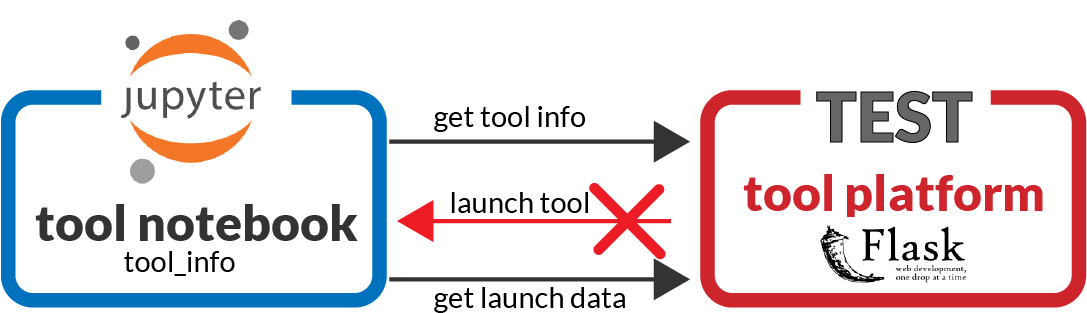 jupyter
tool notebook
tool_info
get tool info
launch tool
get launch data
TEST
tool platform
Flask
web development,
one drop at a time